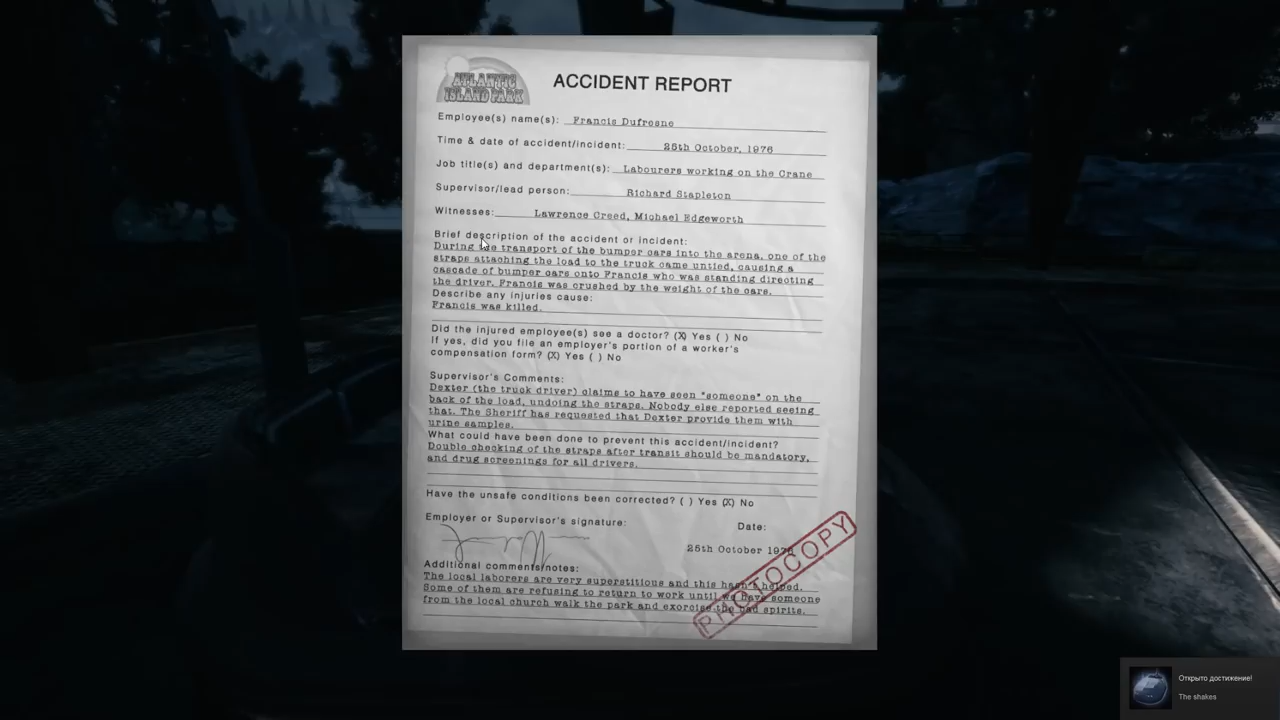 ATLANTIC
ISLAND PARK
ACCIDENT REPORT
Employee(s) name(s): Francis Dufresne
Time & date of accident/incident: 25th October, 1976
Job title(s) and department(s): Labourers working on the Crane
Supervisor/lead person: Richard Stapleton
Witnesses: Lawrence Creed, Michael Edgeworth
Brief description of the accident or incident:
During the transport of the bumper cars into the arena, one of the
straps attaching the load to the truck came untied, causing a
cascade of bumper cars onto Francis who was standing directing
the driver. Francis was crushed by the weight of the cars.
Describe any injuries cause:
Francis was killed.
Did the injured employee(s) see a doctor? (X) Yes ( ) No
If yes, did you file an employer's portion of a worker's
compensation form? (X) Yes ( ) No
Supervisor's Comments:
Dexter (the truck driver) claims to have seen "someone" on the
back of the load, undoing the straps. Nobody else reported seeing
that. The Sheriff has requested that Dexter provide them with
urine samples.
What could have been done to prevent this accident/incident?
Double checking of the straps after transit should be mandatory,
and drug screenings for all drivers.
Have the unsafe conditions been corrected? ( ) Yes (X) No
Employer or Supervisor's signature: Date:
25th October 1976
Additional comments/notes:
The local laborers are very superstitious and this hasn't helped.
Some of them are refusing to return to work until we have someone
from the local church walk the park and exorcise the bad spirits.
PHOTOCOPY
Открыто достижение!
The shakes